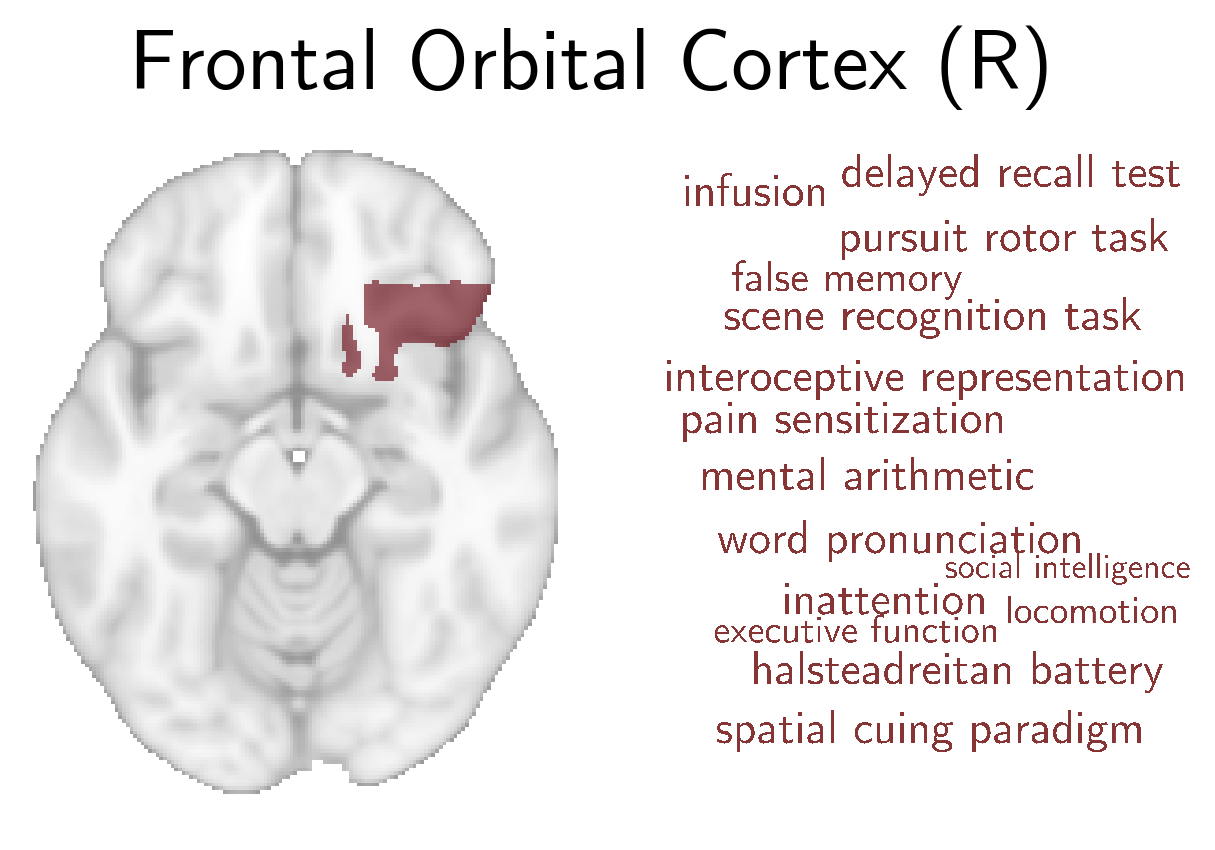 Frontal Orbital Cortex (R)
delayed recall test
infusion
pursuit rotor task
false memory
scene recognition task
interoceptive representation
pain sensitization
mental arithmetic
word pronunciation
social intelligence
inattention
locomotion
executive function
halsteadreitan battery
spatial cuing paradigm